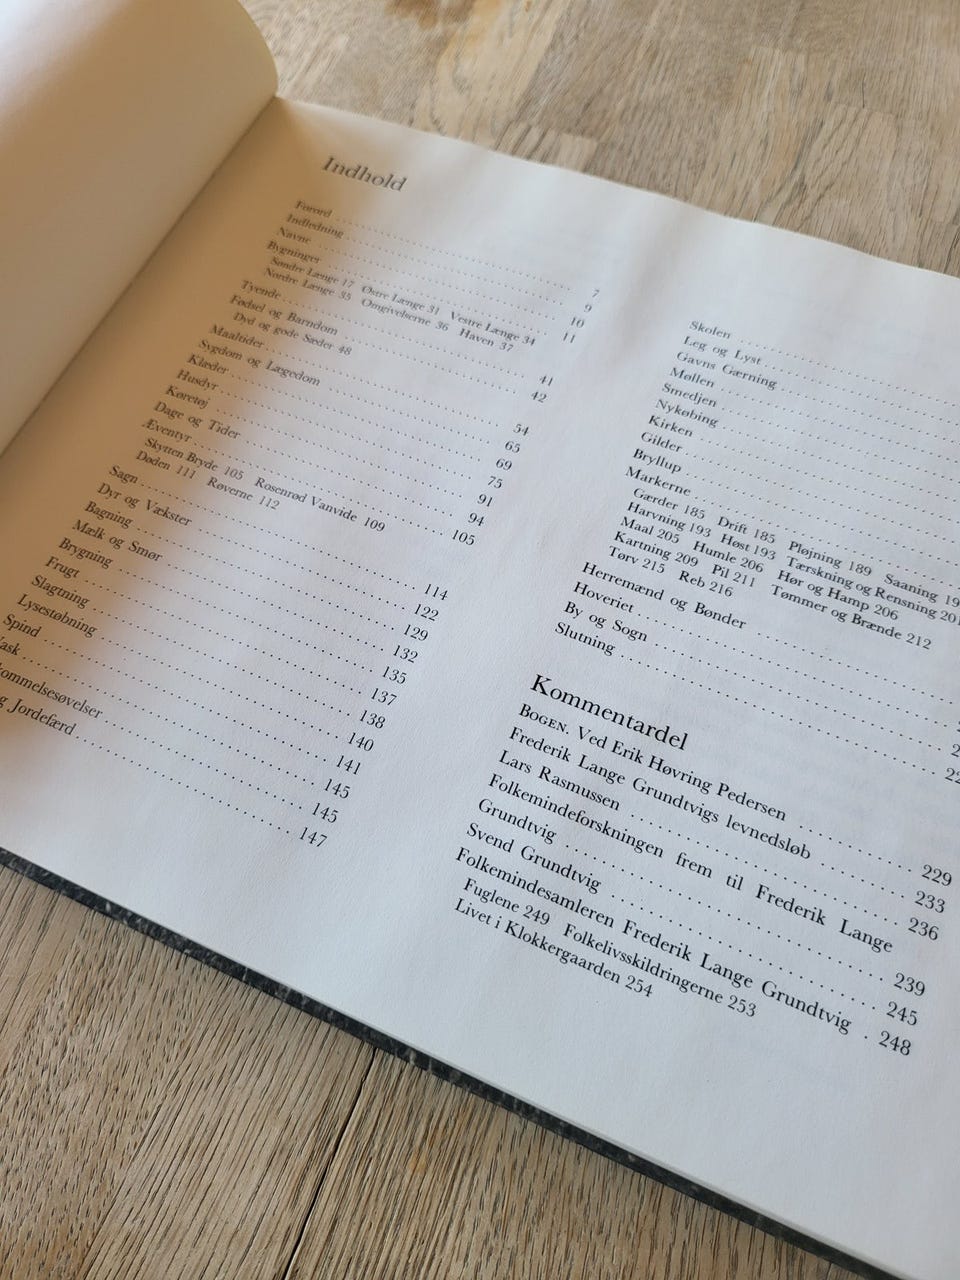 Indhold
Forord 7
Indledning 9
Navne 10
Bygninger 11
Søndre Længe 17 Østre Længe 31 Vestre Længe 34
Nordre Længe 35 Omgivelserne 36 Haven 37
Tyende 41
Fødsel og Barndom 42
Dyd og gode Sæder 48
Maaltider 54
Sygdom og Lægedom 65
Klæder 69
Husdyr 75
Køretøj 91
Dage og Tider 94
Æventyr 105
Skytten Bryde 105 Rosenrød Vanvide 109
Døden 111 Røverne 112
Sagn 114
Dyr og Vækster 122
Bagning 129
Mælk og Smør 132
Brygning 135
Frugt 137
Slagtning 138
Lysestøbning 140
Spind 141
ask 145
ommelsesøvelser 145
g Jordefærd 147
Skolen
Leg og Lyst
Gavns Gærning
Møllen
Smedjen
Nykøbing
Kirken
Gilder
Bryllup
Markerne
Gærder 185 Drift 185 Pløjning 189 Saaning 19
Harvning 193 Høst 193 Tærskning og Rensning 201
Maal 205 Humle 206 Hør og Hamp 206
Kartning 209 Pil 211 Tømmer og Brænde 212
Tørv 215 Reb 216
Herremænd og Bønder
Hoveriet
By og Sogn 2
Slutning 22
Kommentardel
BOGEN. Ved Erik Høvring Pedersen 229
Frederik Lange Grundtvigs levnedsløb 233
Lars Rasmussen 236
Folkemindeforskningen frem til Frederik Lange
Grundtvig 239
Svend Grundtvig 245
Folkemindesamleren Frederik Lange Grundtvig . 248
Fuglene 249 Folkelivsskildringerne 253
Livet i Klokkergaarden 254